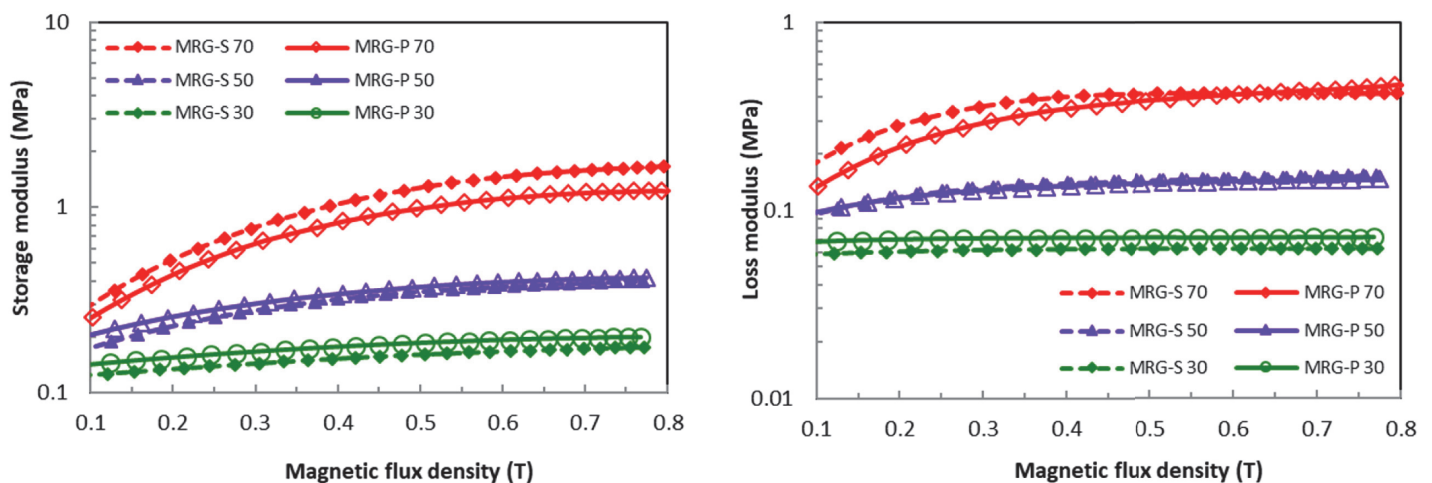 Storage modulus (MPa)
10
1
0.1
MRG-S 70 MRG-P 70
MRG-S 50 MRG-P 50
MRG-S 30 MRG-P 30
0.1 0.2 0.3 0.4 0.5 0.6 0.7 0.8
Magnetic flux density (T)
Loss modulus (MPa)
1
0.1
0.01
MRG-S 70 MRG-P 70
MRG-S 50 MRG-P 50
MRG-S 30 MRG-P 30
0.1 0.2 0.3 0.4 0.5 0.6 0.7 0.8
Magnetic flux density (T)